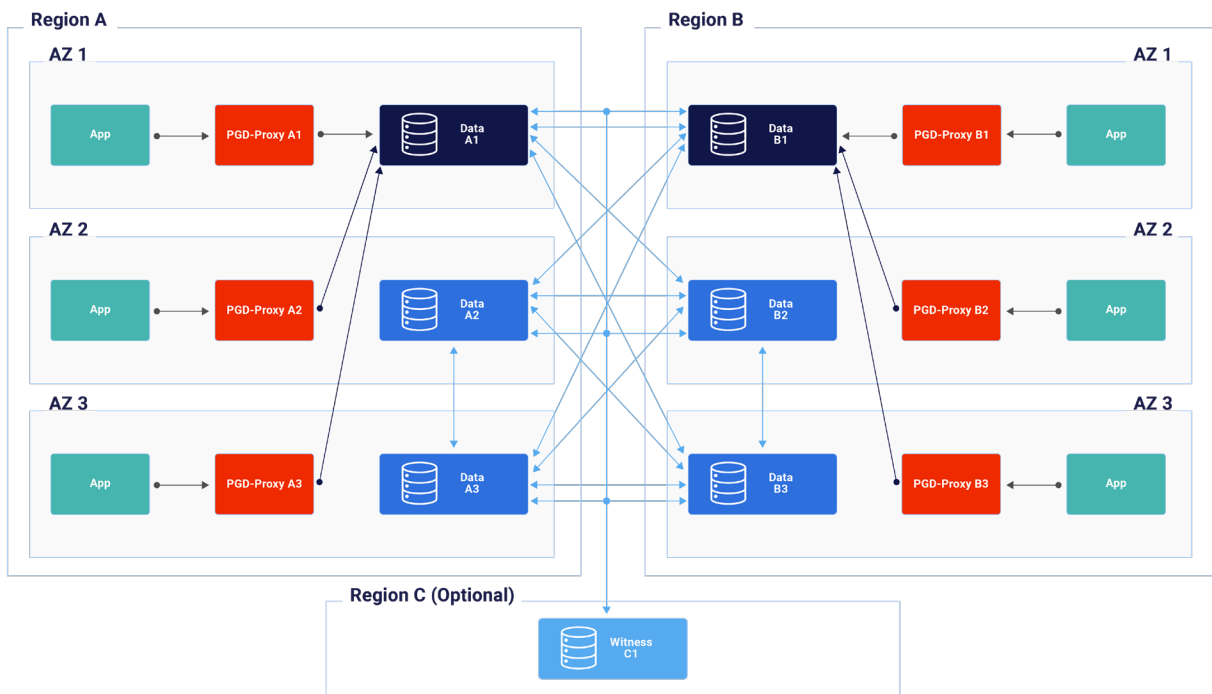 Region A
Region B
AZ 1
AZ 1
App
PGD-Proxy A1
Data
A1
Data
B1
PGD-Proxy B1
App
AZ 2
AZ 2
App
PGD-Proxy A2
Data
A2
Data
B2
PGD-Proxy B2
App
AZ 3
AZ 3
App
PGD-Proxy A3
Data
A3
Data
B3
PGD-Proxy B3
App
Region C (Optional)
Witness
C1